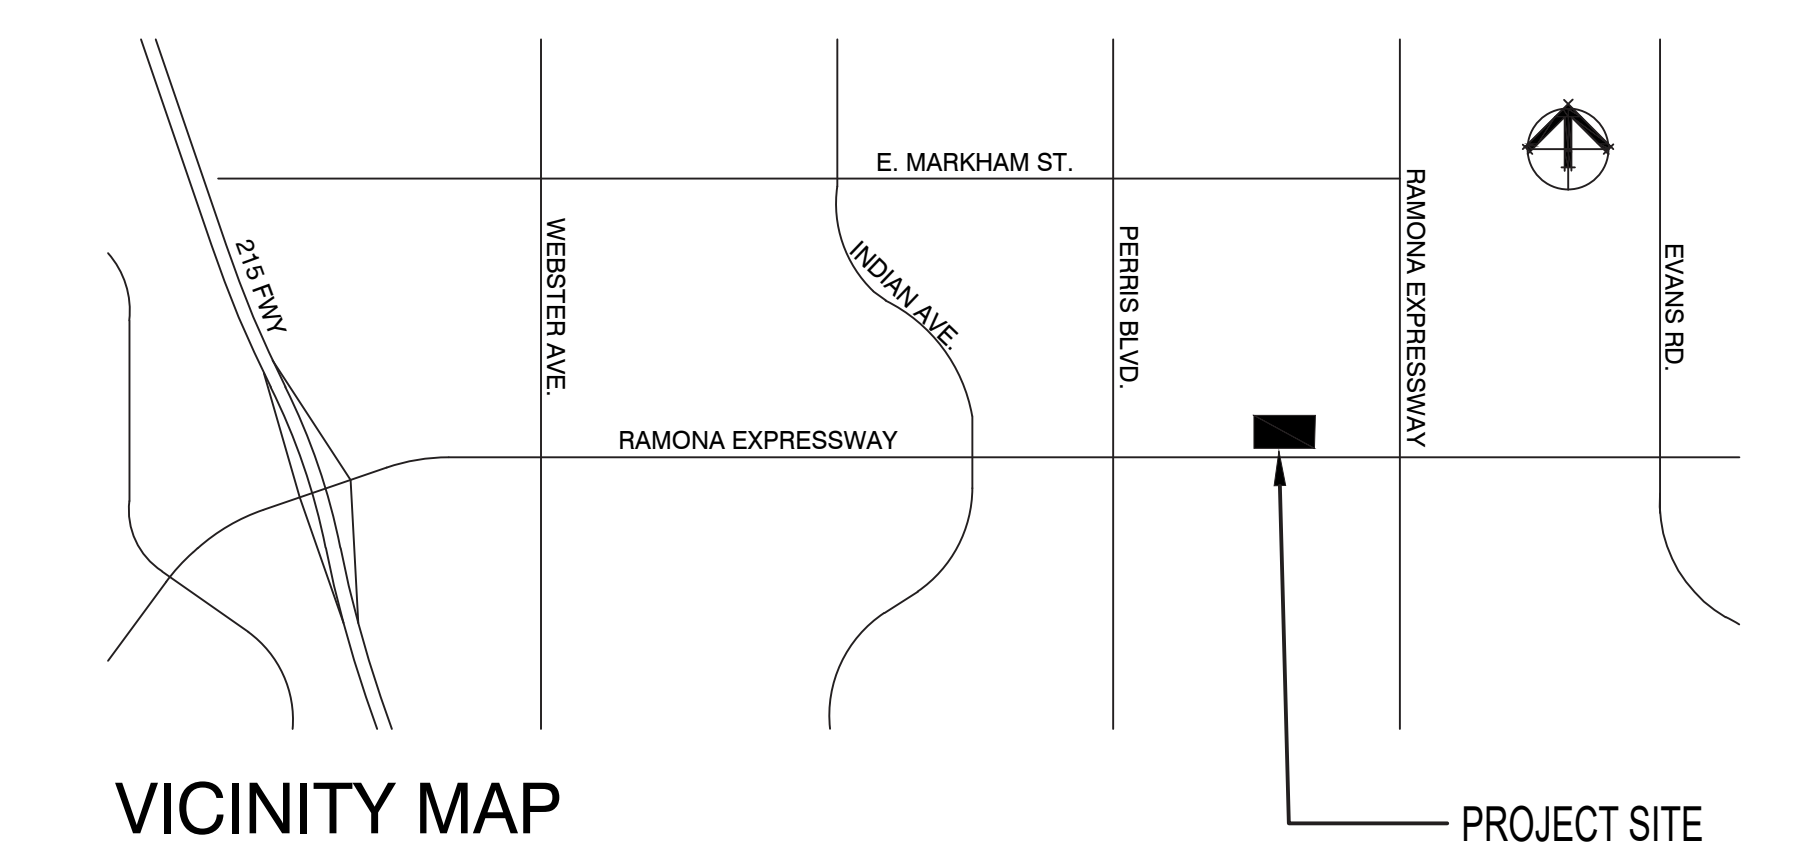 E. MARKHAM ST.
RAMONA EXPRESSWAY
215 FWY
WEBSTER AVE.
INDIAN AVE.
PERRIS BLVD.
EVANS RD.
RAMONA EXPRESSWAY
VICINITY MAP
PROJECT SITE